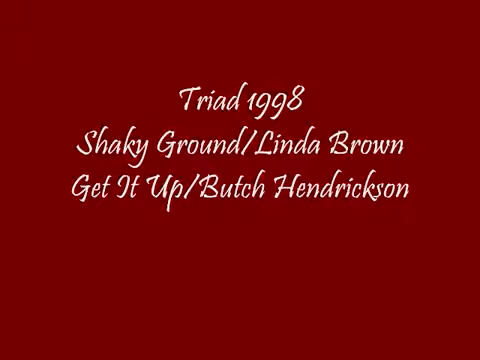 Triad 1998
Shaky Ground/Linda Brown
Get It Up/Butch Hendrickson